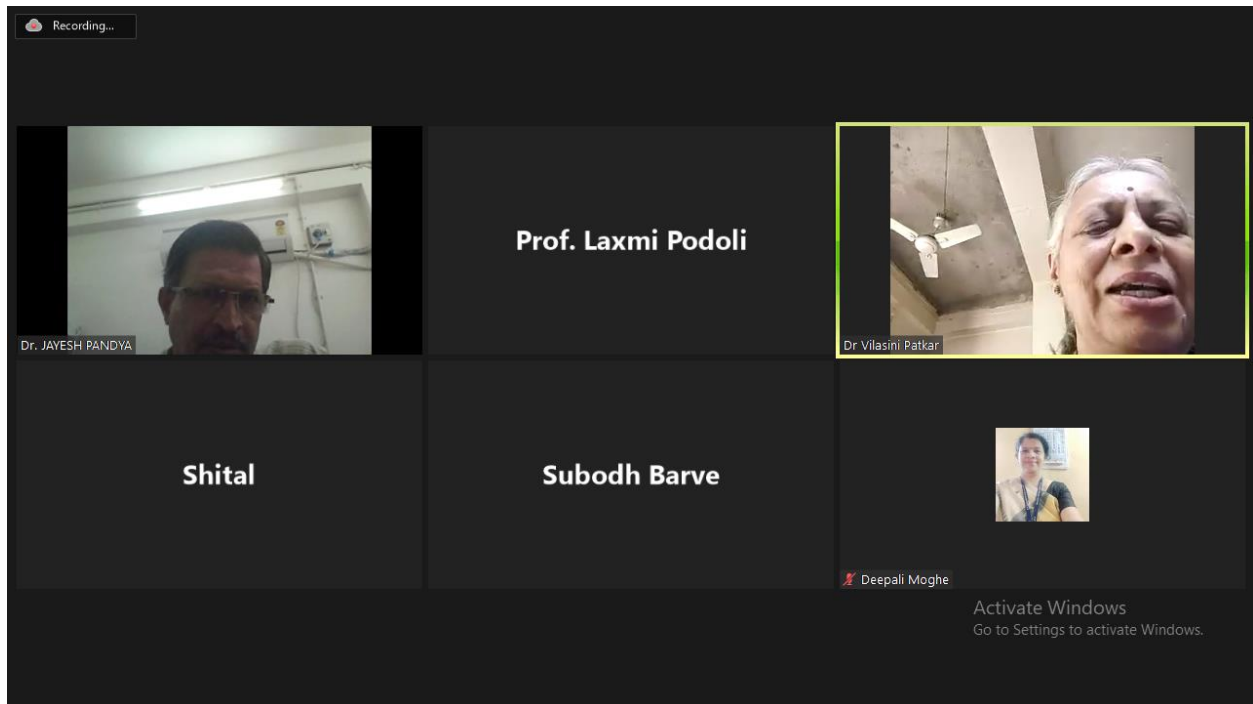 Recording...
Prof. Laxmi Podoli
Dr. JAYESH PANDYA
Dr Vilasini Patkar
Shital
Subodh Barve
Deepali Moghe
Activate Windows
Go to Settings to activate Windows.